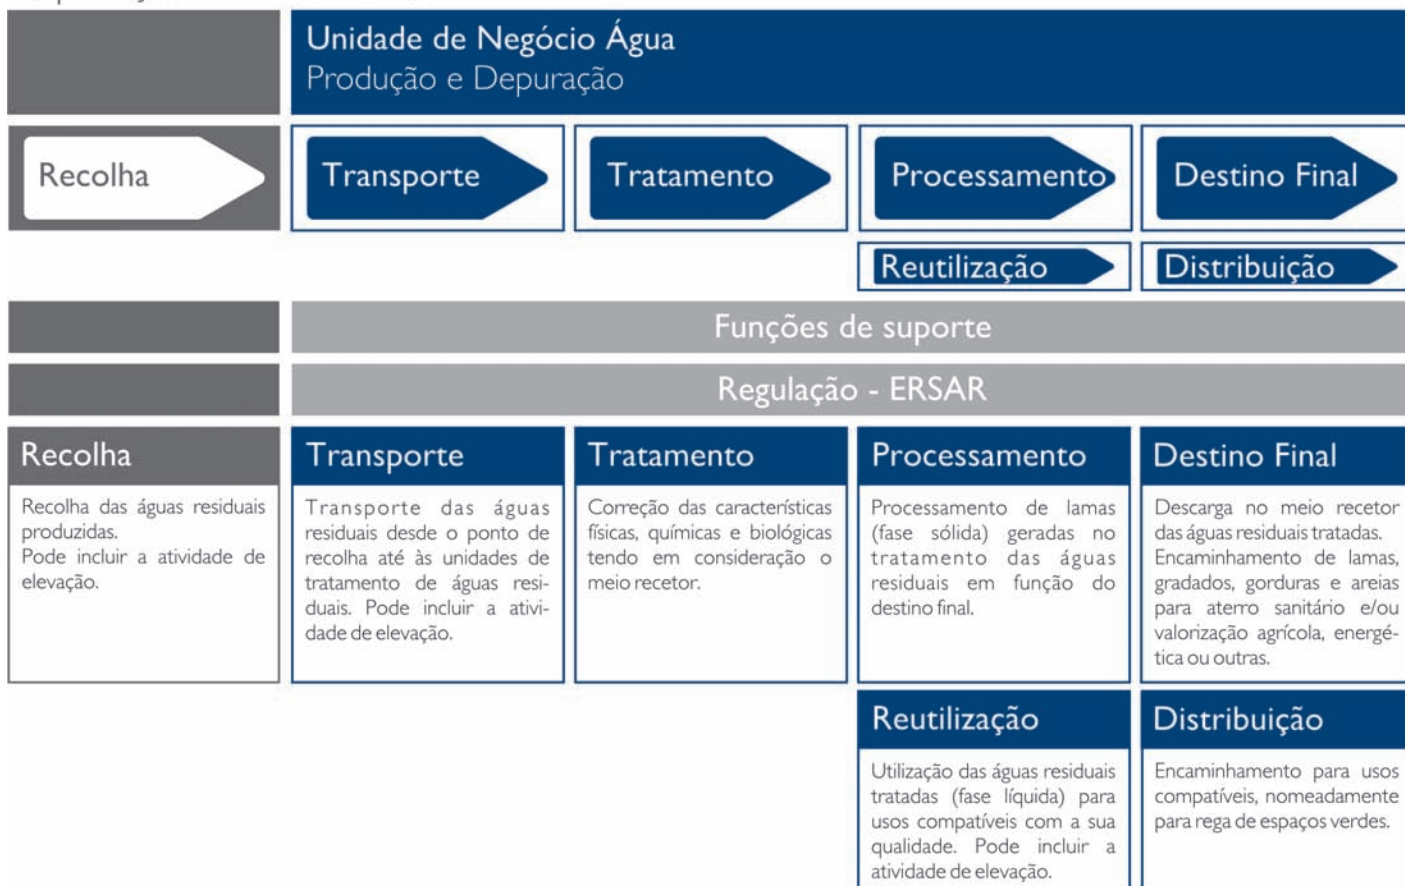 Unidade de Negócio Água
Produção e Depuração
Recolha
Transporte
Tratamento
Processamento
Destino Final
Reutilização
Distribuição
Funções de suporte
Regulação - ERSAR
Recolha
Recolha das águas residuais
produzidas.
Pode incluir a atividade de
elevação.
Transporte
Transporte das águas
residuais desde o ponto de
recolha até às unidades de
tratamento de águas resi-
duais. Pode incluir a ativi-
dade de elevação.
Tratamento
Correção das características
físicas, químicas e biológicas
tendo em consideração o
meio recetor.
Processamento
Processamento de lamas
(fase sólida) geradas no
tratamento das águas
residuais em função do
destino final.
Destino Final
Descarga no meio recetor
das águas residuais tratadas.
Encaminhamento de lamas,
gradados, gorduras e areias
para aterro sanitário e/ou
valorização agrícola, energé-
tica ou outras.
Reutilização
Utilização das águas residuais
tratadas (fase líquida) para
usos compatíveis com a sua
qualidade. Pode incluir a
atividade de elevação.
Distribuição
Encaminhamento para usos
compatíveis, nomeadamente
para rega de espaços verdes.